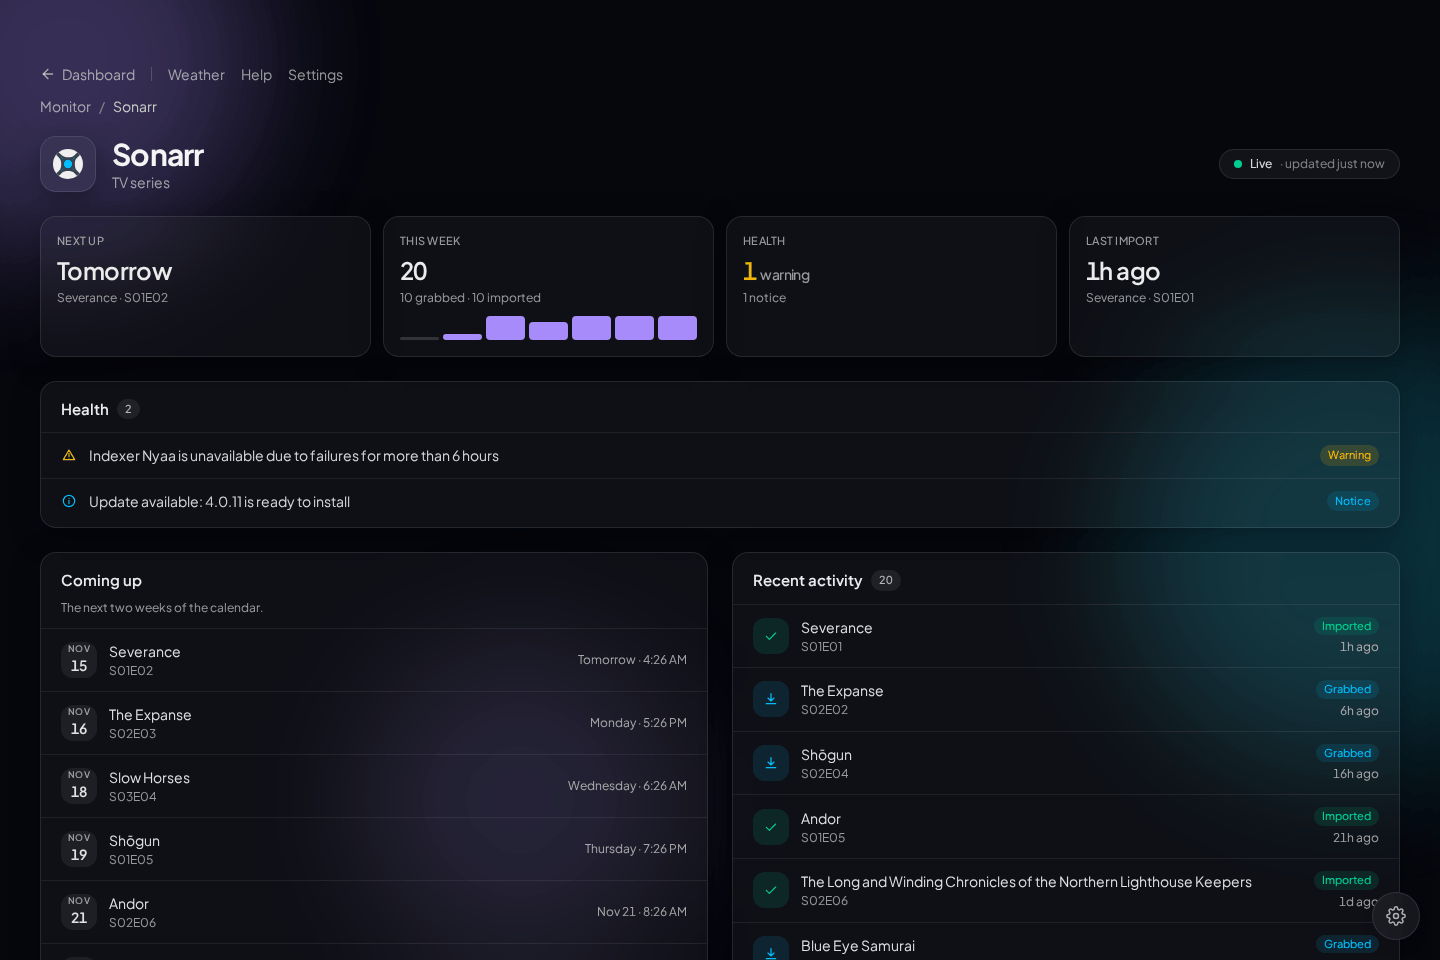 Dashboard Weather Help Settings
Monitor / Sonarr
Sonarr
TV series
Live · updated just now
NEXT UP
Tomorrow
Severance · S01E02
THIS WEEK
20
10 grabbed · 10 imported
HEALTH
1 warning
1 notice
LAST IMPORT
1h ago
Severance · S01E01
Health 2
Indexer Nyaa is unavailable due to failures for more than 6 hours Warning
Update available: 4.0.11 is ready to install Notice
Coming up
The next two weeks of the calendar.
NOV
15
Severance
S01E02
Tomorrow · 4:26 AM
NOV
16
The Expanse
S02E03
Monday · 5:26 PM
NOV
18
Slow Horses
S03E04
Wednesday · 6:26 AM
NOV
19
Shōgun
S01E05
Thursday · 7:26 PM
NOV
21
Andor
S02E06
Nov 21 · 8:26 AM
Recent activity 20
Severance
S01E01
Imported
1h ago
The Expanse
S02E02
Grabbed
6h ago
Shōgun
S02E04
Grabbed
16h ago
Andor
S01E05
Imported
21h ago
The Long and Winding Chronicles of the Northern Lighthouse Keepers
S02E06
Imported
1d ago
Blue Eye Samurai
Grabbed